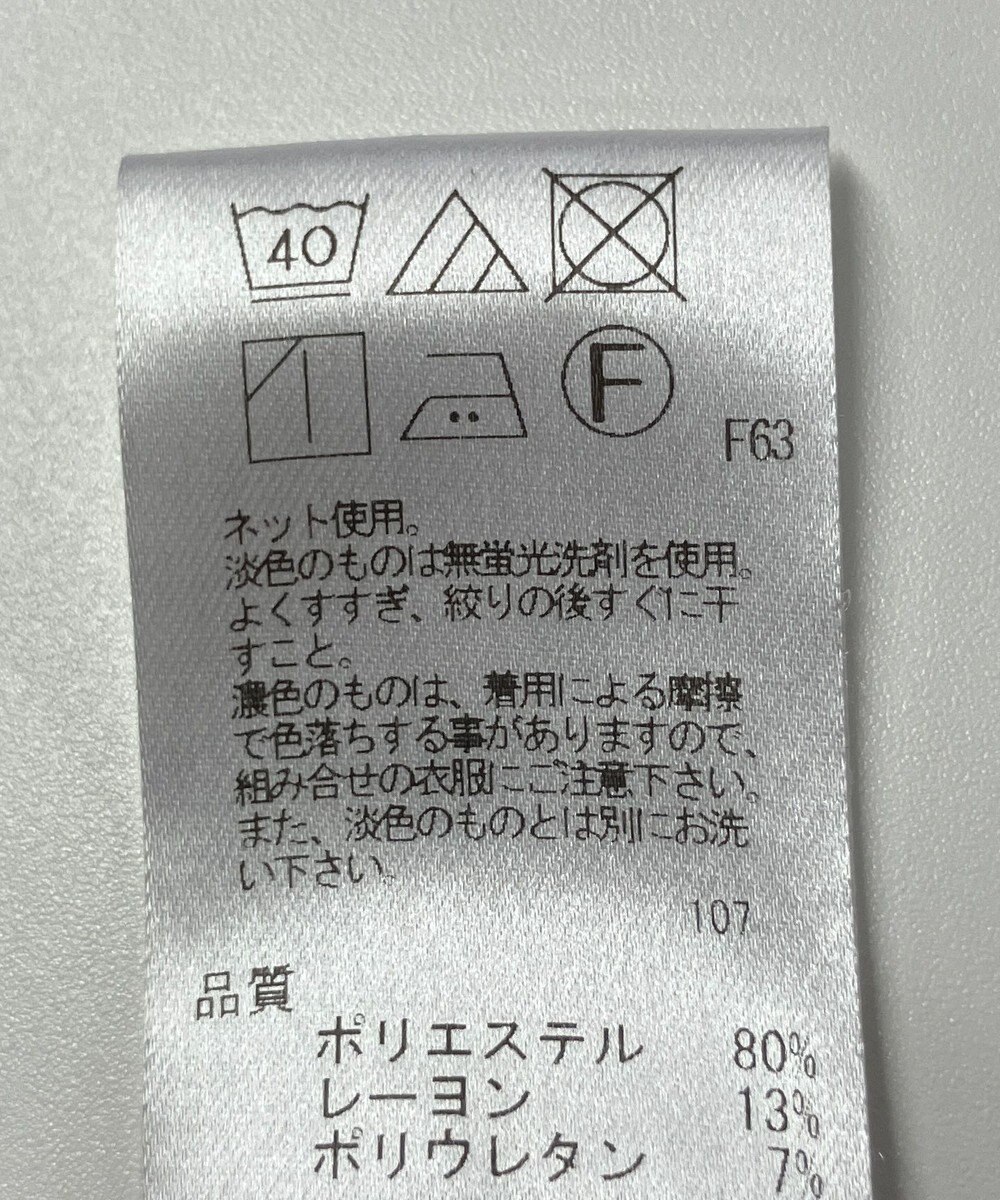 40
F
F63
ネット使用。
淡色のものは無蛍光洗剤を使用。
よくすすぎ、絞りの後すぐに干
すこと。
濃色のものは、着用による摩擦
で色落ちする事がありますので、
組み合せの衣服にご注意下さい。
また、淡色のものとは別にお洗
い下さい。
107
品質
ポリエステル 80%
レーヨン 13%
ポリウレタン 7%